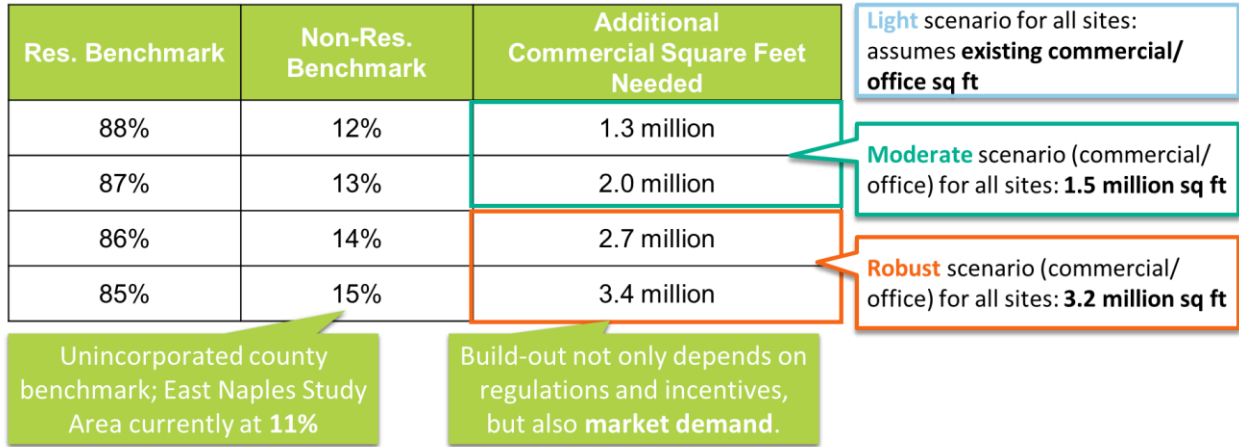 Res. Benchmark
Non-Res.
Benchmark
Additional
Commercial Square Feet
Needed
88%
12%
1.3 million
87%
13%
2.0 million
86%
14%
2.7 million
85%
15%
3.4 million
Light scenario for all sites:
assumes existing commercial/
office sq ft
Moderate scenario (commercial/
office) for all sites: 1.5 million sq ft
Robust scenario (commercial/
office) for all sites: 3.2 million sq ft
Unincorporated county
benchmark; East Naples Study
Area currently at 11%
Build-out not only depends on
regulations and incentives,
but also market demand.